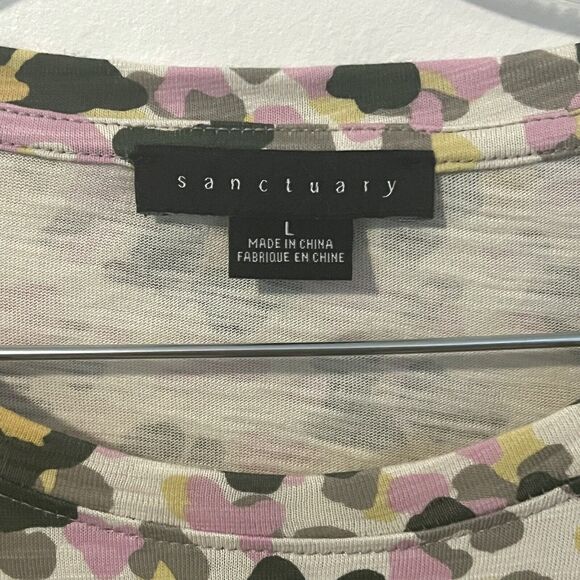 sanctuary
L
MADE IN CHINA
FABRIQUE EN CHINE